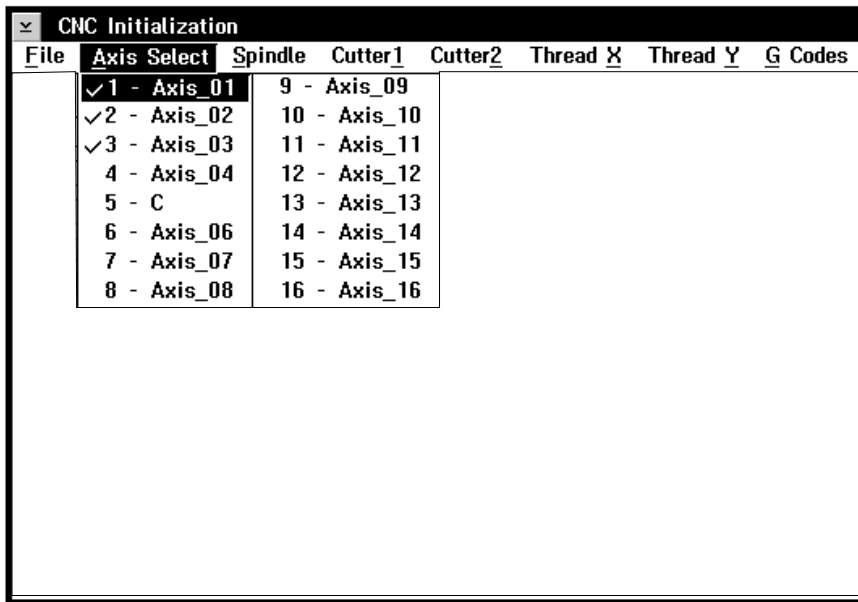 CNC Initialization
File Axis Select Spindle Cutter1 Cutter2 Thread X Thread Y G Codes
✓1 - Axis_01 9 - Axis_09
✓2 - Axis_02 10 - Axis_10
✓3 - Axis_03 11 - Axis_11
4 - Axis_04 12 - Axis_12
5 - C 13 - Axis_13
6 - Axis_06 14 - Axis_14
7 - Axis_07 15 - Axis_15
8 - Axis_08 16 - Axis_16